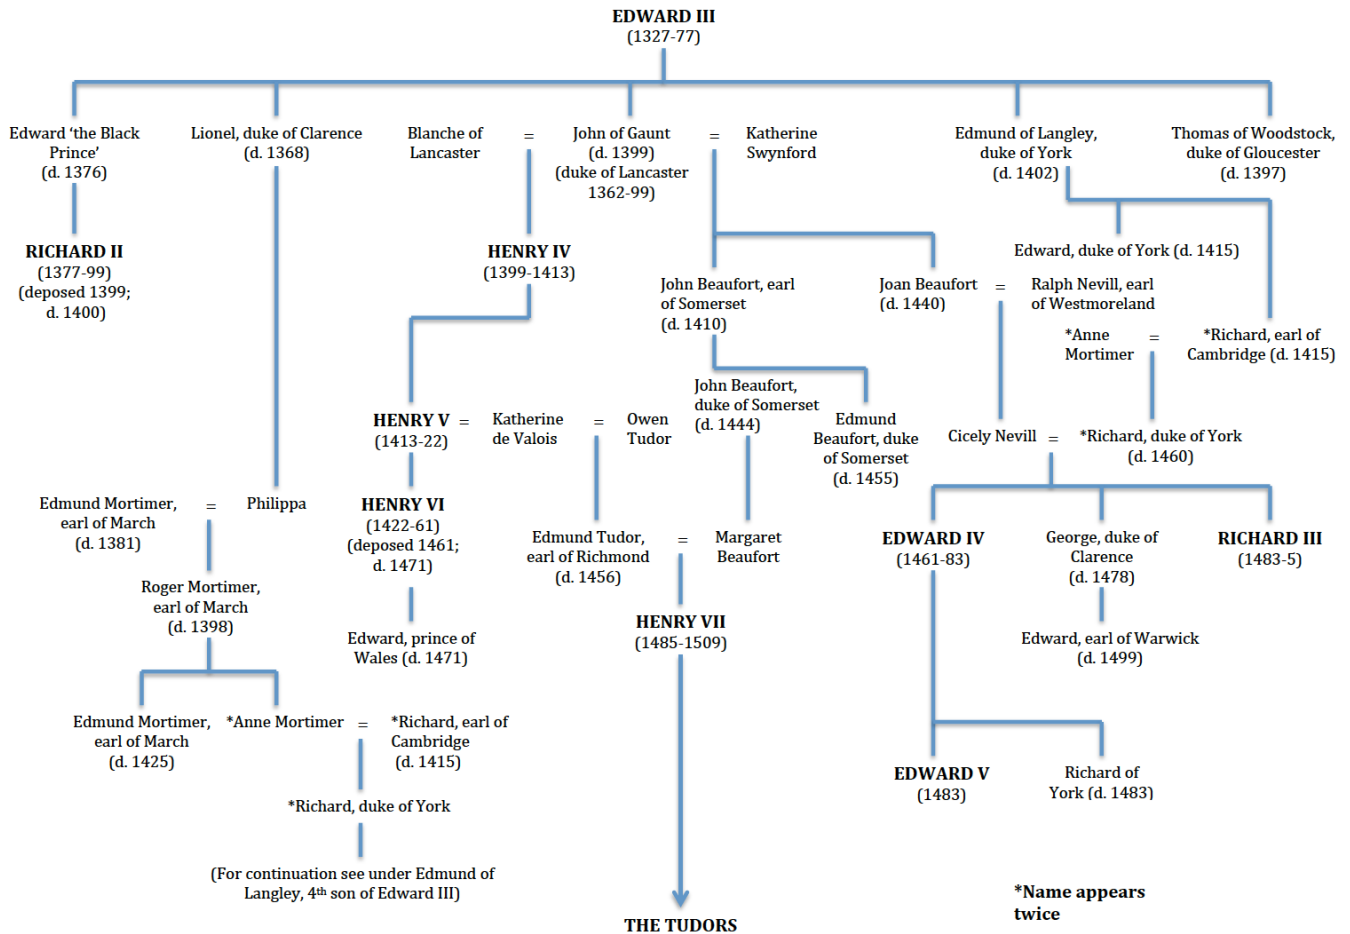 EDWARD III
(1327-77)
Edward ‘the Black
Prince’
(d. 1376)
Lionel, duke of Clarence
(d. 1368)
Blanche of
Lancaster
=
John of Gaunt
(d. 1399)
(duke of Lancaster
1362-99)
=
Katherine
Swynford
Edmund of Langley,
duke of York
(d. 1402)
Thomas of Woodstock,
duke of Gloucester
(d. 1397)
RICHARD II
(1377-99)
(deposed 1399;
d. 1400)
HENRY IV
(1399-1413)
Edward, duke of York (d. 1415)
John Beaufort, earl
of Somerset
(d. 1410)
Joan Beaufort
(d. 1440)
=
Ralph Nevill, earl
of Westmoreland
*Anne
Mortimer
=
*Richard, earl of
Cambridge (d. 1415)
John Beaufort,
duke of Somerset
(d. 1444)
Edmund
Beaufort, duke
of Somerset
(d. 1455)
HENRY V
(1413-22)
=
Katherine
de Valois
=
Owen
Tudor
Cicely Nevill
=
*Richard, duke of York
(d. 1460)
Edmund Mortimer,
earl of March
(d. 1381)
=
Philippa
HENRY VI
(1422-61)
(deposed 1461;
d. 1471)
Edmund Tudor,
earl of Richmond
(d. 1456)
=
Margaret
Beaufort
EDWARD IV
(1461-83)
George, duke of
Clarence
(d. 1478)
RICHARD III
(1483-5)
Roger Mortimer,
earl of March
(d. 1398)
Edward, prince of
Wales (d. 1471)
HENRY VII
(1485-1509)
Edward, earl of Warwick
(d. 1499)
Edmund Mortimer,
earl of March
(d. 1425)
*Anne Mortimer
=
*Richard, earl of
Cambridge
(d. 1415)
EDWARD V
(1483)
Richard of
York (d. 1483)
*Richard, duke of York
(For continuation see under Edmund of
Langley, 4th son of Edward III)
*Name appears
twice
THE TUDORS